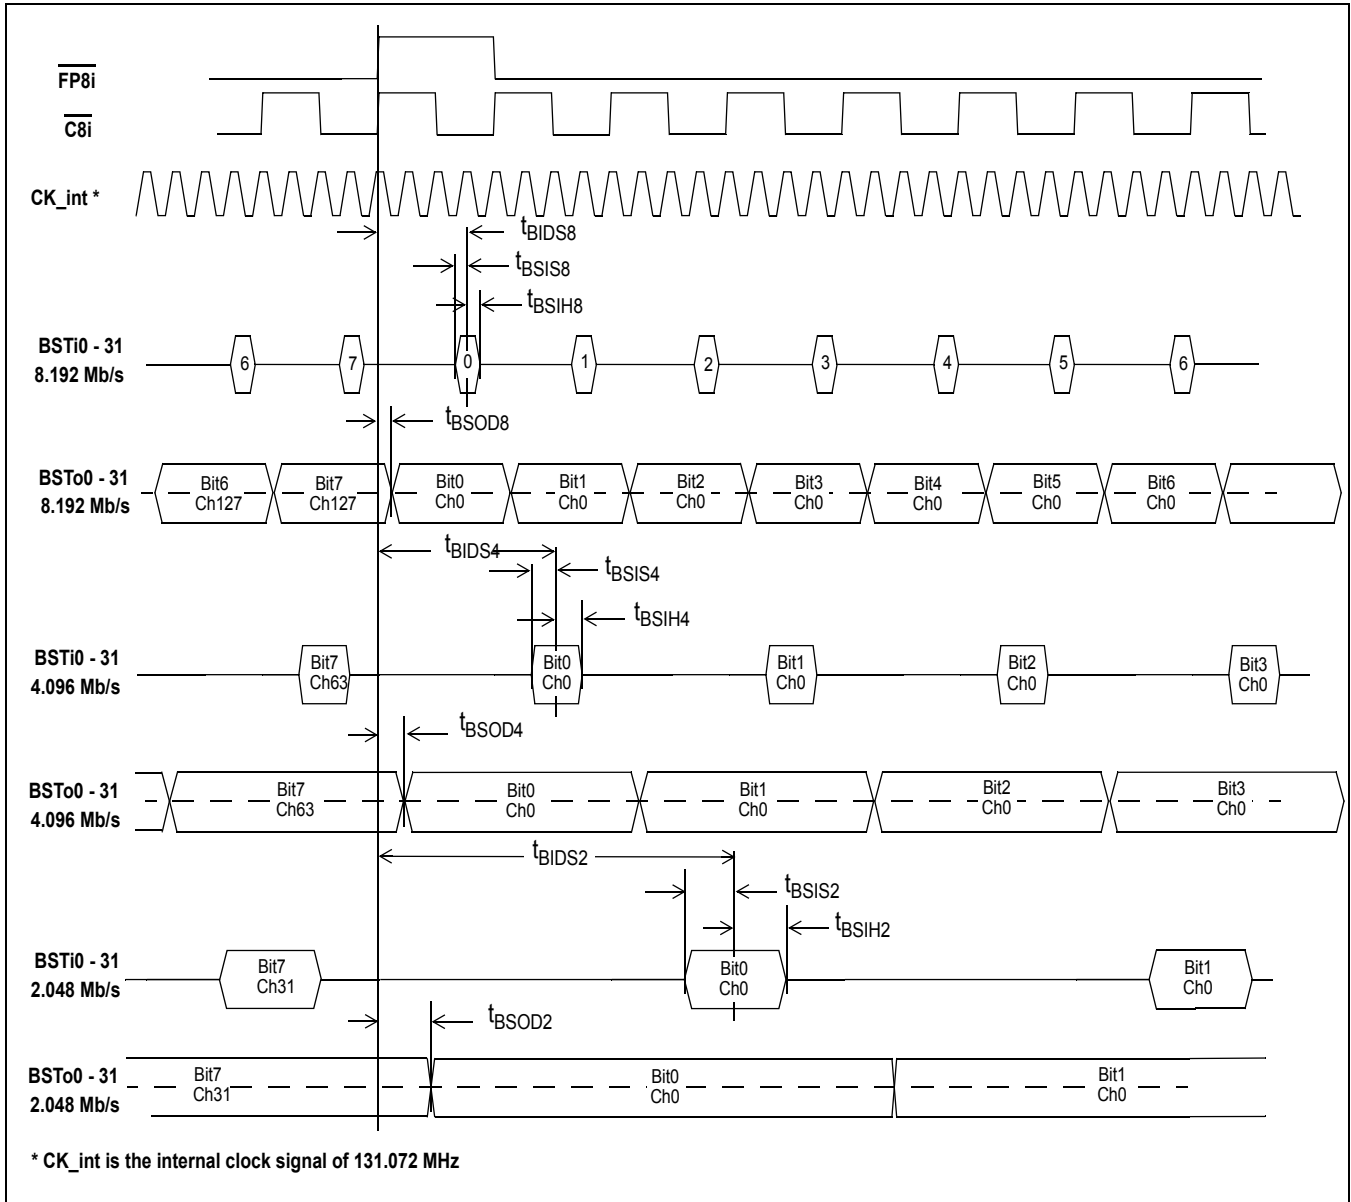 FP8i
C8i
CK_int *
tBIDS8
tBSIS8
tBSIH8
BSTi0 - 31
8.192 Mb/s
6 7 0 1 2 3 4 5 6
tBSOD8
BSTo0 - 31
8.192 Mb/s
Bit6 Ch127
Bit7 Ch127
Bit0 Ch0
Bit1 Ch0
Bit2 Ch0
Bit3 Ch0
Bit4 Ch0
Bit5 Ch0
Bit6 Ch0
tBIDS4
tBSIS4
tBSIH4
BSTi0 - 31
4.096 Mb/s
Bit7 Ch63
Bit0 Ch0
Bit1 Ch0
Bit2 Ch0
Bit3 Ch0
tBSOD4
BSTo0 - 31
4.096 Mb/s
Bit7 Ch63
Bit0 Ch0
Bit1 Ch0
Bit2 Ch0
Bit3 Ch0
tBIDS2
tBSIS2
tBSIH2
BSTi0 - 31
2.048 Mb/s
Bit7 Ch31
Bit0 Ch0
Bit1 Ch0
tBSOD2
BSTo0 - 31
2.048 Mb/s
Bit7 Ch31
Bit0 Ch0
Bit1 Ch0
* CK_int is the internal clock signal of 131.072 MHz